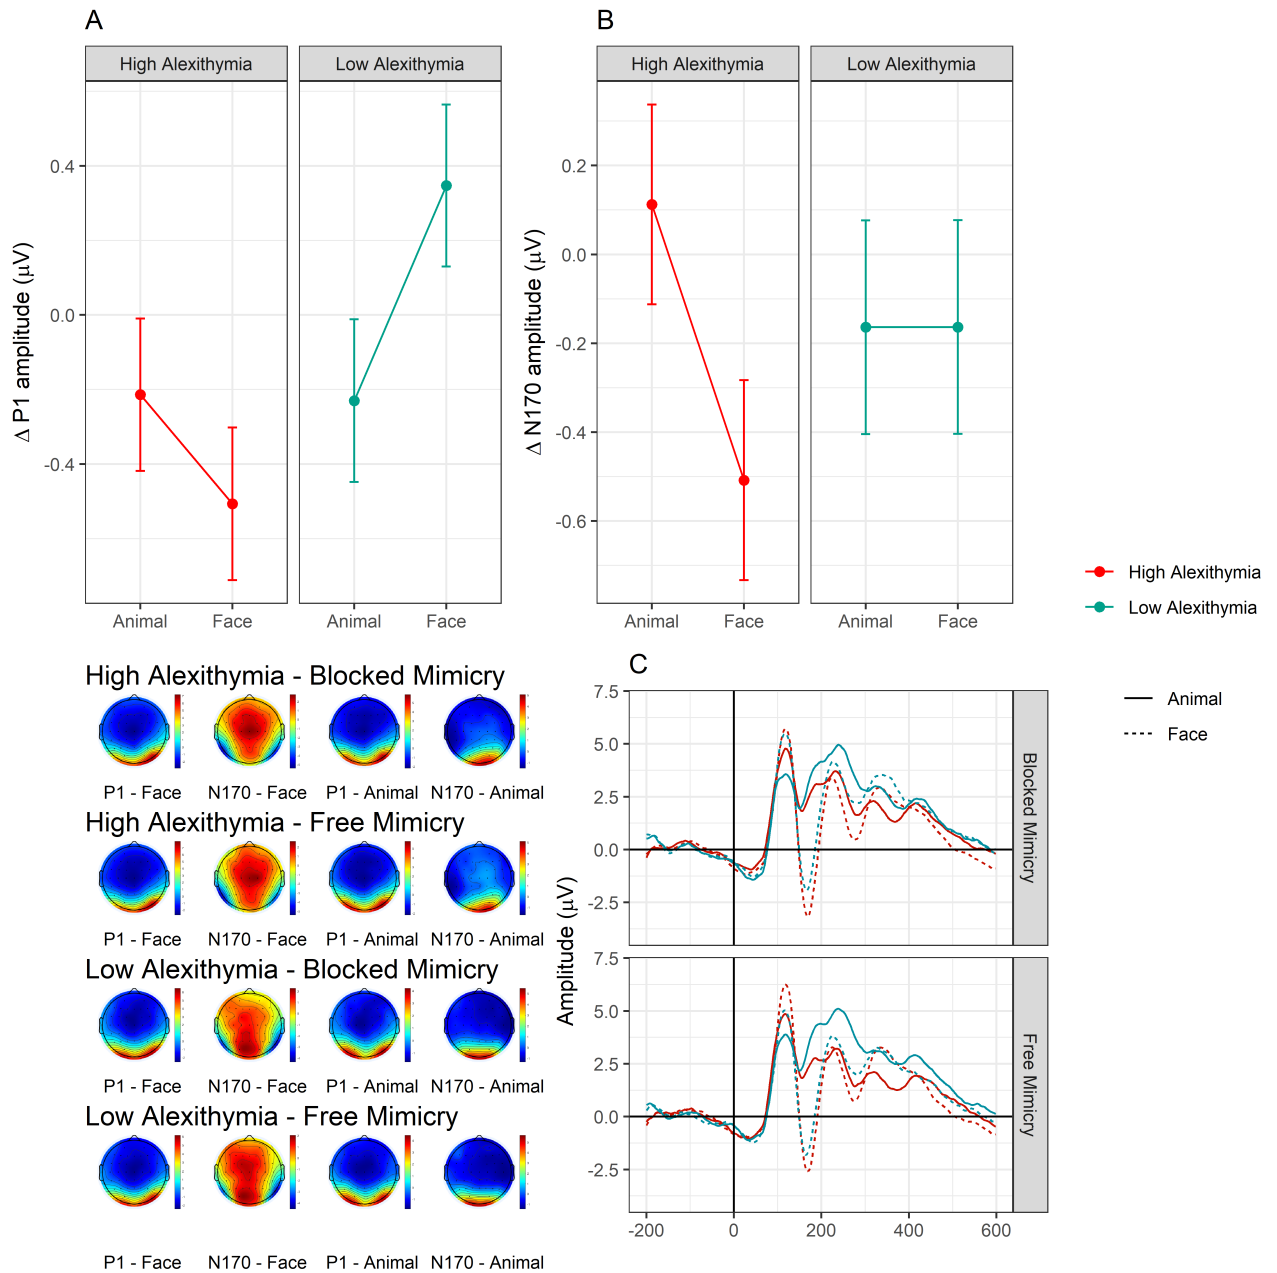 A
High Alexithymia
Low Alexithymia
0.4
0.0
-0.4
Δ P1 amplitude (μV)
Animal
Face
Animal
Face
B
High Alexithymia
Low Alexithymia
0.2
0.0
-0.2
-0.4
-0.6
Δ N170 amplitude (μV)
Animal
Face
Animal
Face
High Alexithymia
Low Alexithymia
Animal
Face
High Alexithymia - Blocked Mimicry
P1 - Face
N170 - Face
P1 - Animal
N170 - Animal
High Alexithymia - Free Mimicry
P1 - Face
N170 - Face
P1 - Animal
N170 - Animal
Low Alexithymia - Blocked Mimicry
P1 - Face
N170 - Face
P1 - Animal
N170 - Animal
Low Alexithymia - Free Mimicry
P1 - Face
N170 - Face
P1 - Animal
N170 - Animal
C
7.5
5.0
2.5
0.0
-2.5
Blocked Mimicry
Amplitude (μV)
7.5
5.0
2.5
0.0
-2.5
Free Mimicry
-200
0
200
400
600